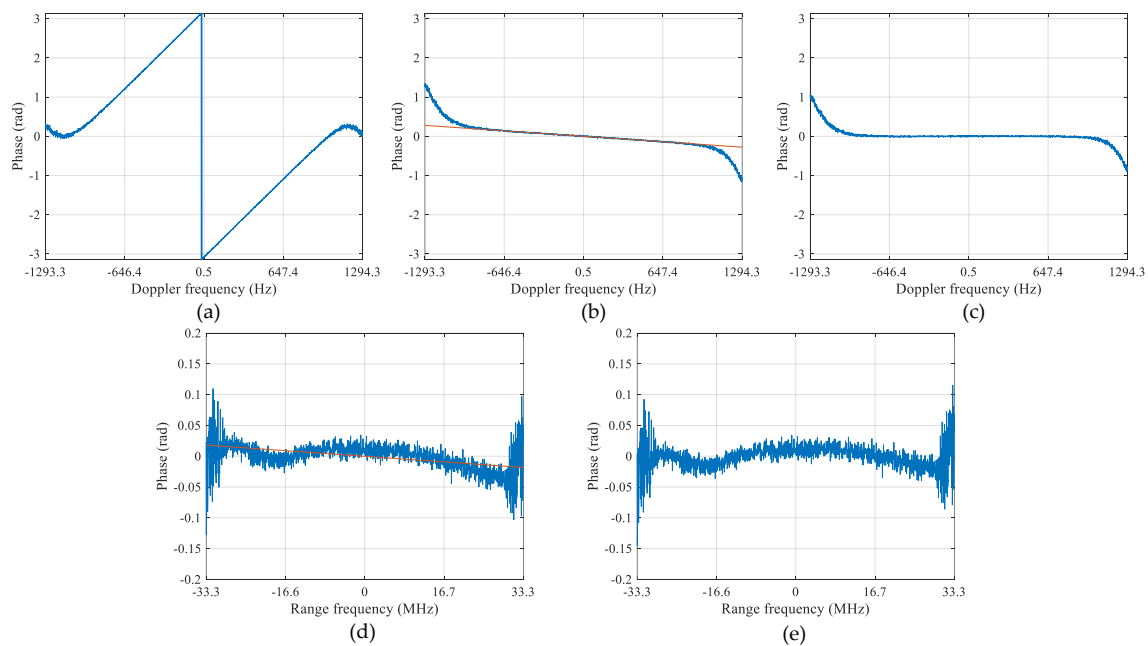 3
2
1
0
-1
-2
-3
Phase (rad)
-1293.3 -646.4 0.5 647.4 1294.3
Doppler frequency (Hz)
(a)
3
2
1
0
-1
-2
-3
Phase (rad)
-1293.3 -646.4 0.5 647.4 1294.3
Doppler frequency (Hz)
(b)
3
2
1
0
-1
-2
-3
Phase (rad)
-1293.3 -646.4 0.5 647.4 1294.3
Doppler frequency (Hz)
(c)
0.2
0.15
0.1
0.05
0
-0.05
-0.1
-0.15
-0.2
Phase (rad)
-33.3 -16.6 0 16.7 33.3
Range frequency (MHz)
(d)
0.2
0.15
0.1
0.05
0
-0.05
-0.1
-0.15
-0.2
Phase (rad)
-33.3 -16.6 0 16.7 33.3
Range frequency (MHz)
(e)